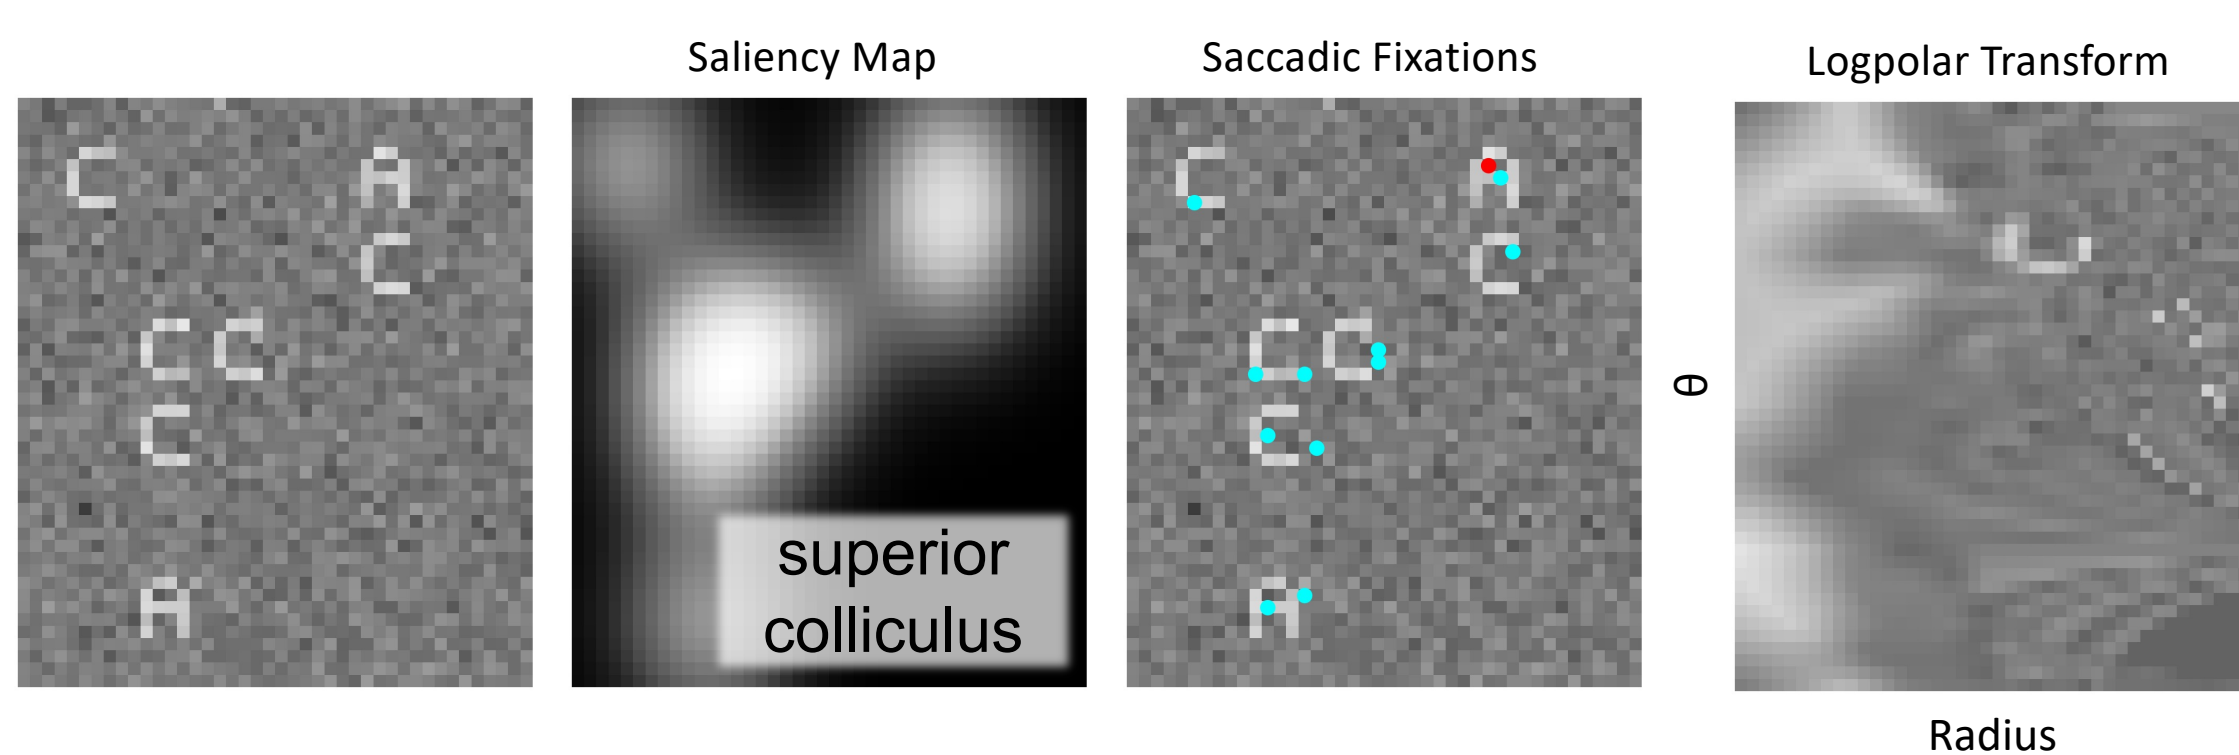 Saliency Map
Saccadic Fixations
Logpolar Transform
C
A
C
C C
C
A
superior
colliculus
C
A
C
C C
C
A
θ
Radius